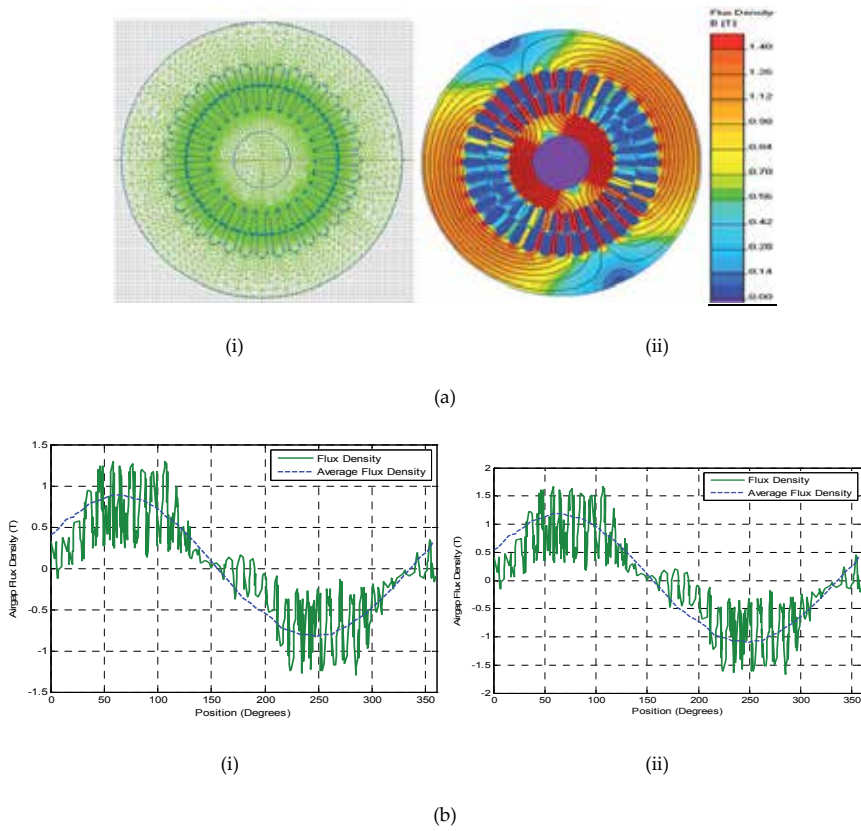 Flux Density
B [T]
1.40
1.26
1.12
0.98
0.84
0.70
0.56
0.42
0.28
0.14
0.00
(i)
(ii)
(a)
1.5
1
0.5
0
-0.5
-1
-1.5
Airgap Flux Density (T)
Flux Density
Average Flux Density
0
50
100
150
200
250
300
350
Position (Degrees)
2
1.5
1
0.5
0
-0.5
-1
-1.5
-2
Airgap Flux Density (T)
Flux Density
Average Flux Density
0
50
100
150
200
250
300
350
Position (Degrees)
(i)
(ii)
(b)